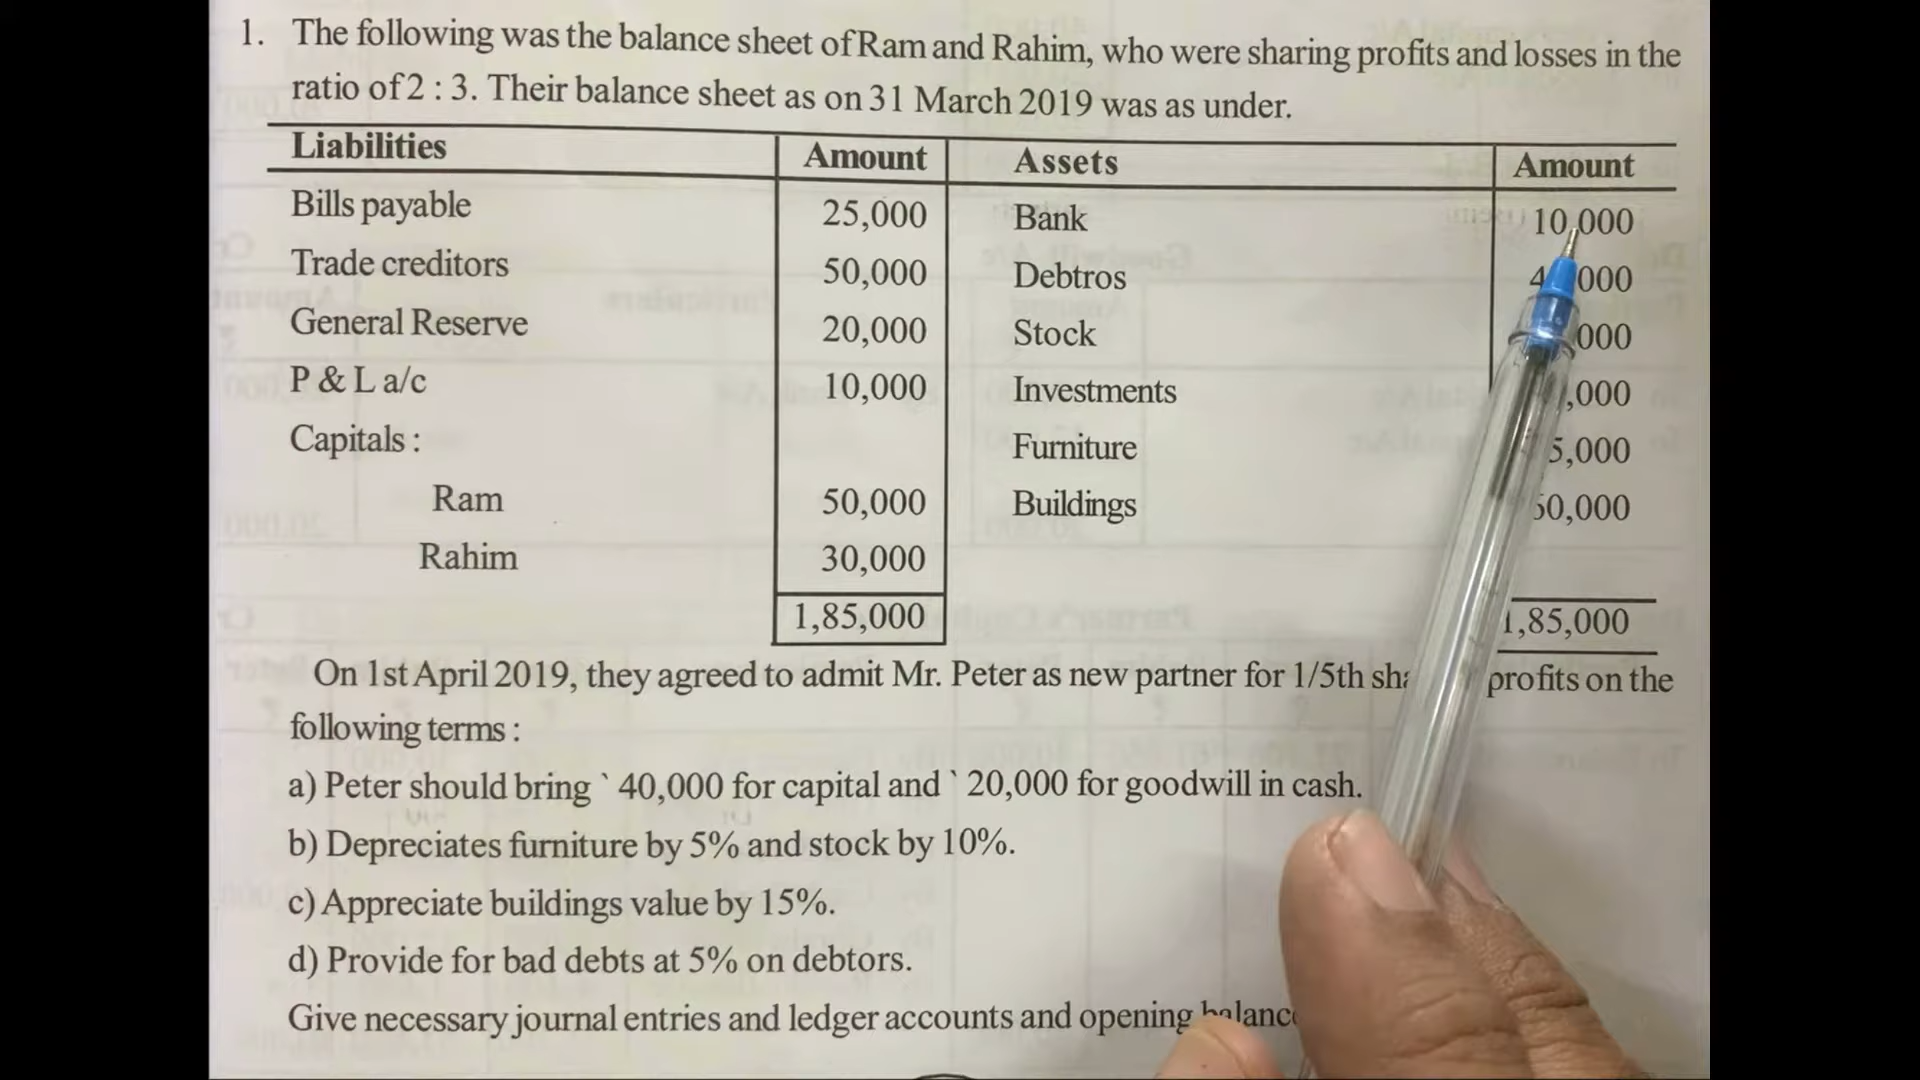 1. The following was the balance sheet of Ram and Rahim, who were sharing profits and losses in the
ratio of 2 : 3. Their balance sheet as on 31 March 2019 was as under.
Liabilities Amount Assets Amount
Bills payable 25,000 Bank 10,000
Trade creditors 50,000 Debtros 000
General Reserve 20,000 Stock 000
P & L a/c 10,000 Investments ,000
Capitals : Furniture 5,000
Ram 50,000 Buildings 0,000
Rahim 30,000
1,85,000 1,85,000
On 1st April 2019, they agreed to admit Mr. Peter as new partner for 1/5th profits on the
following terms :
a) Peter should bring ` 40,000 for capital and ` 20,000 for goodwill in cash.
b) Depreciates furniture by 5% and stock by 10%.
c) Appreciate buildings value by 15%.
d) Provide for bad debts at 5% on debtors.
Give necessary journal entries and ledger accounts and opening